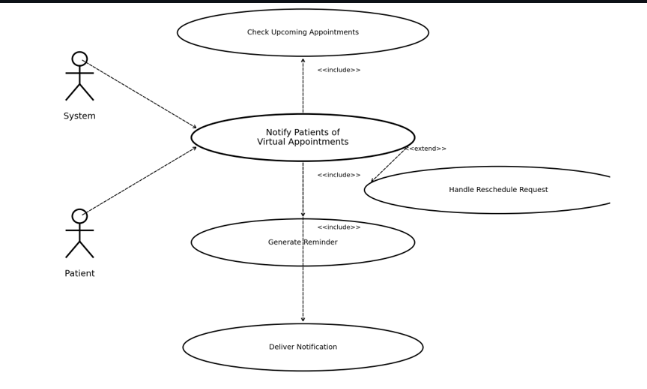 Check Upcoming Appointments
<<include>>
System
Notify Patients of
Virtual Appointments
<<extend>>
<<include>>
Handle Reschedule Request
<<include>>
Generate Reminder
Patient
Deliver Notification